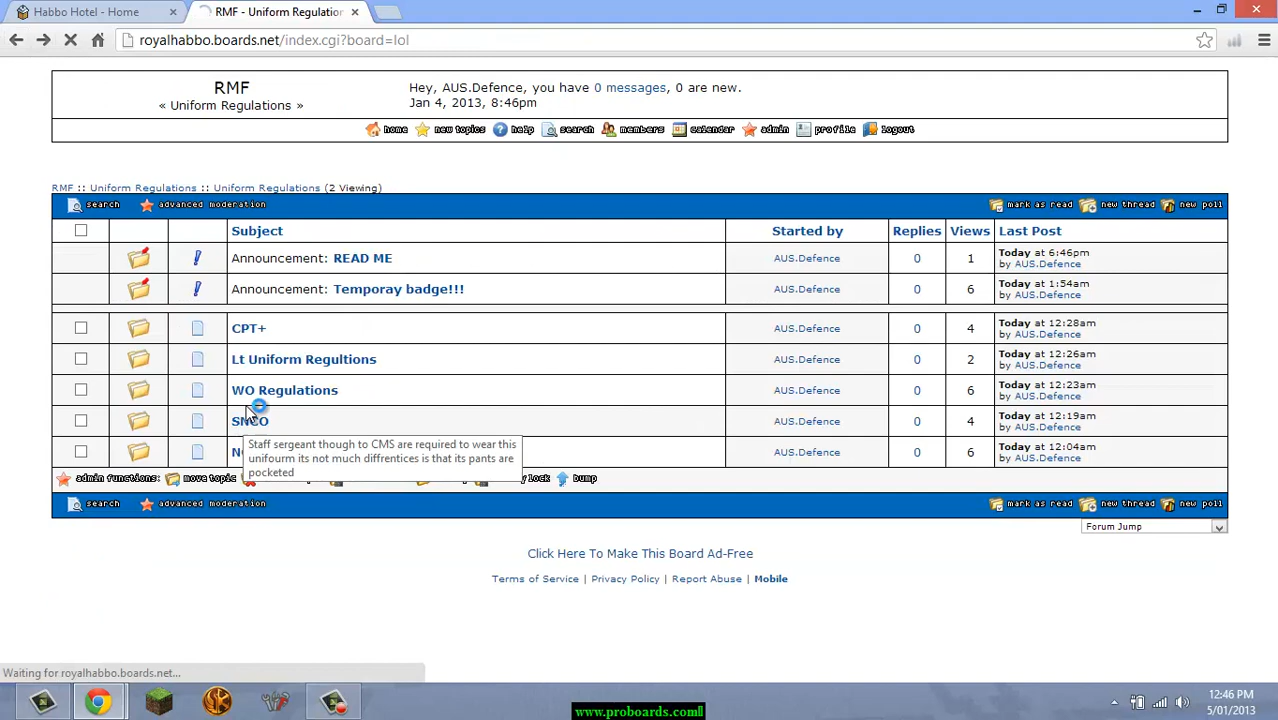 Habbo Hotel - Home
RMF - Uniform Regulation
royalhabbo.boards.net/index.cgi?board=lol
RMF
« Uniform Regulations »
Hey, AUS.Defence, you have 0 messages, 0 are new.
Jan 4, 2013, 8:46pm
home new topics help search members calendar admin profile logout
RMF :: Uniform Regulations :: Uniform Regulations (2 Viewing)
search advanced moderation mark as read new thread new poll
Subject Started by Replies Views Last Post
Announcement: READ ME AUS.Defence 0 1 Today at 6:46pm
by AUS.Defence
Announcement: Temporay badge!!! AUS.Defence 0 6 Today at 1:54am
by AUS.Defence
CPT+ AUS.Defence 0 4 Today at 12:28am
by AUS.Defence
Lt Uniform Regultions AUS.Defence 0 2 Today at 12:26am
by AUS.Defence
WO Regulations AUS.Defence 0 6 Today at 12:23am
by AUS.Defence
AUS.Defence 0 4 Today at 12:19am
by AUS.Defence
AUS.Defence 0 6 Today at 12:04am
by AUS.Defence
Staff sergeant though to CMS are required to wear this
unifourm its not much diffrentices is that its pants are
pocketed
admin functions: move topic lock bump
search advanced moderation mark as read new thread new poll
Forum Jump
Click Here To Make This Board Ad-Free
Terms of Service | Privacy Policy | Report Abuse | Mobile
Waiting for royalhabbo.boards.net...
www.proboards.com
12:46 PM
5/01/2013